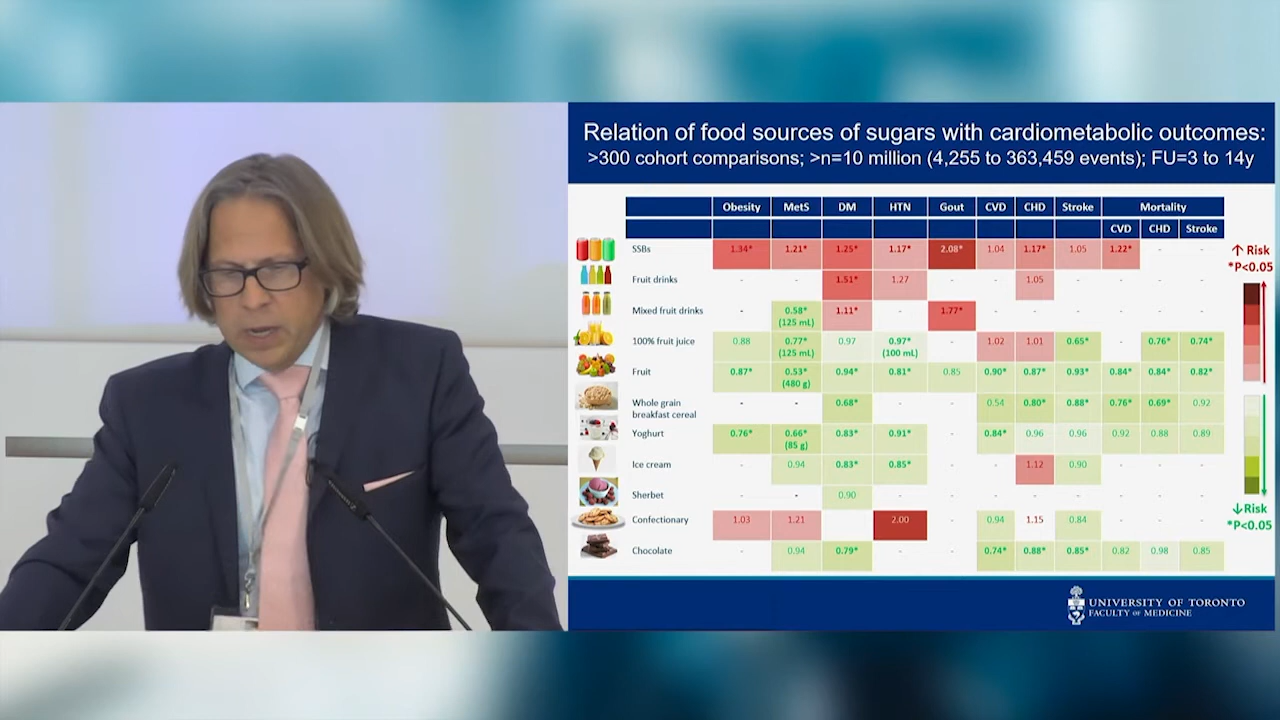 Relation of food sources of sugars with cardiometabolic outcomes:
>300 cohort comparisons; >n=10 million (4,255 to 363,459 events); FU=3 to 14y
Obesity MetS DM HTN Gout CVD CHD Stroke Mortality
CVD CHD Stroke
SSBs 1.34* 1.21* 1.25* 1.17* 2.08* 1.04 1.17* 1.05 1.22* - -
Fruit drinks - - 1.51* 1.27 - - 1.05 - - - -
Mixed fruit drinks - 0.58* (125 mL) 1.11* - 1.77* - - - - - -
100% fruit juice 0.88 0.77* (125 mL) 0.97 0.97* (100 mL) - 1.02 1.01 0.65* - 0.76* 0.74*
Fruit 0.87* 0.53* (480 g) 0.94* 0.81* 0.85 0.90* 0.87* 0.93* 0.84* 0.84* 0.82*
Whole grain breakfast cereal - - 0.68* - - 0.54 0.80* 0.88* 0.76* 0.69* 0.92
Yoghurt 0.76* 0.66* (85 g) 0.83* 0.91* - 0.84* 0.96 0.96 0.92 0.88 0.89
Ice cream - 0.94 0.83* 0.85* - - 1.12 0.90 - - -
Sherbet - - 0.90 - - - - - - - -
Confectionary 1.03 1.21 2.00 - 0.94 1.15 0.84 - - -
Chocolate - 0.94 0.79* - - 0.74* 0.88* 0.85* 0.82 0.98 0.85
↑ Risk
*P<0.05
↓Risk
*P<0.05
UNIVERSITY OF TORONTO
FACULTY OF MEDICINE